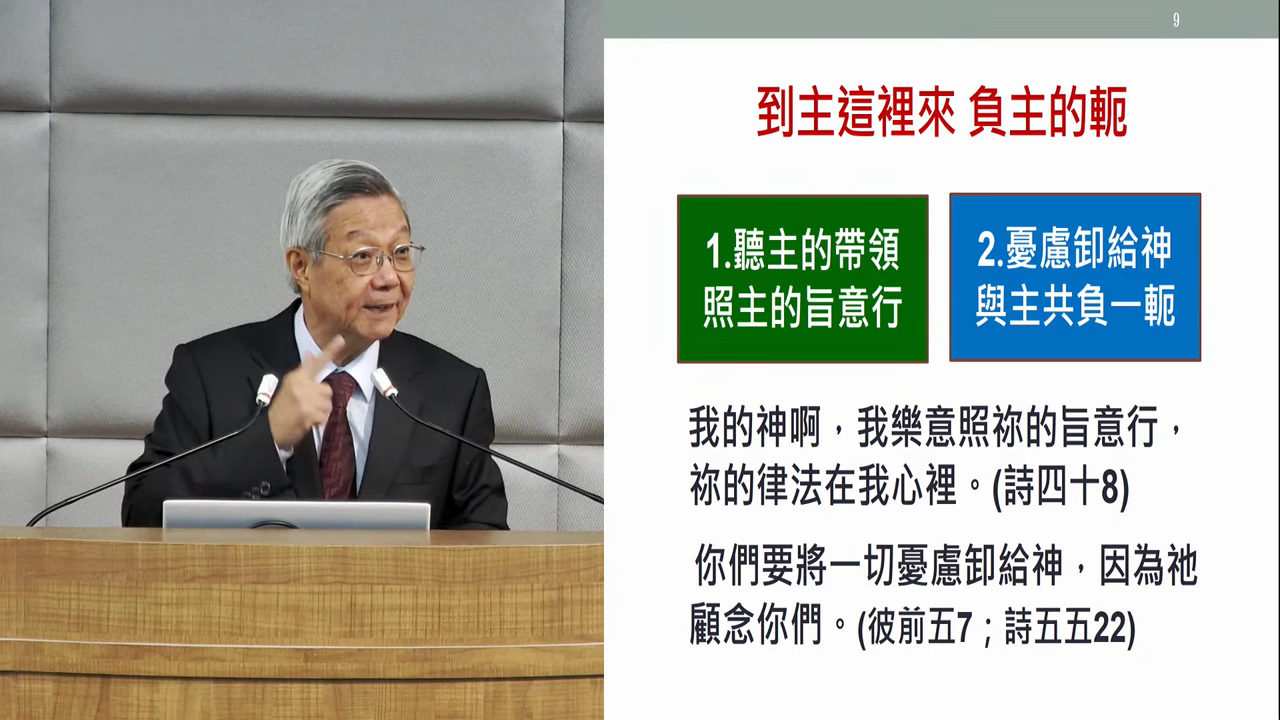 9
到主這裡來 負主的軛
1.聽主的帶領
照主的旨意行
2.憂慮卸給神
與主共負一軛
我的神啊，我樂意照祢的旨意行，
祢的律法在我心裡。(詩四十8)
你們要將一切憂慮卸給神，因為祂
顧念你們。(彼前五7；詩五五22)